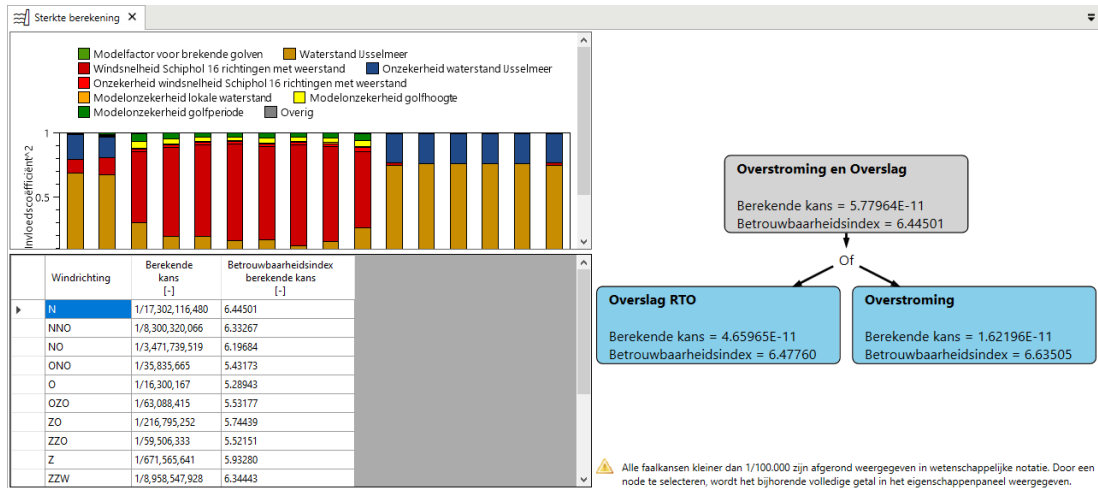 Sterkte berekening
Modelfactor voor brekende golven Waterstand IJsselmeer
Windsnelheid Schiphol 16 richtingen met weerstand Onzekerheid waterstand IJsselmeer
Onzekerheid windsnelheid Schiphol 16 richtingen met weerstand
Modelonzekerheid lokale waterstand Modelonzekerheid golfhoogte
Modelonzekerheid golfperiode Overig
1
0.5
Invloedscoëfficiënt^2
Windrichting Berekende kans [-] Betrouwbaarheidsindex berekende kans [-]
N 1/17,302,116,480 6.44501
NNO 1/8,300,320,066 6.33267
NO 1/3,471,739,519 6.19684
ONO 1/35,835,665 5.43173
O 1/16,300,167 5.28943
OZO 1/63,088,415 5.53177
ZO 1/216,795,252 5.74439
ZZO 1/59,506,333 5.52151
Z 1/671,565,641 5.93280
ZZW 1/8,958,547,928 6.34443
Overstroming en Overslag
Berekende kans = 5.77964E-11
Betrouwbaarheidsindex = 6.44501
Of
Overslag RTO
Berekende kans = 4.65965E-11
Betrouwbaarheidsindex = 6.47760
Overstroming
Berekende kans = 1.62196E-11
Betrouwbaarheidsindex = 6.63505
Alle faalkansen kleiner dan 1/100.000 zijn afgerond weergegeven in wetenschappelijke notatie. Door een
node te selecteren, wordt het bijhorende volledige getal in het eigenschappenpaneel weergegeven.